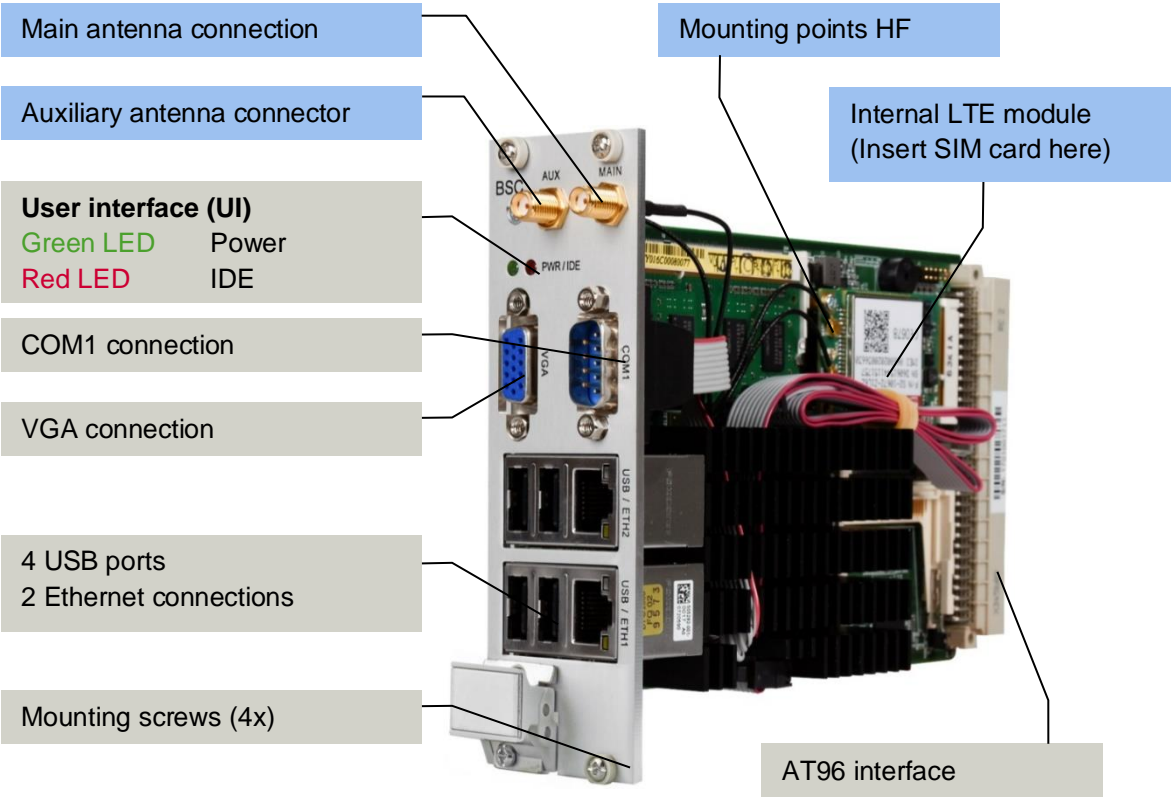 Main antenna connection
Mounting points HF
Auxiliary antenna connector
Internal LTE module
(Insert SIM card here)
User interface (UI)
Green LED Power
Red LED IDE
COM1 connection
VGA connection
4 USB ports
2 Ethernet connections
Mounting screws (4x)
AT96 interface
AUX
MAIN
BSC
PWR / IDE
VGA
COM1
USB / ETH2
USB / ETH1